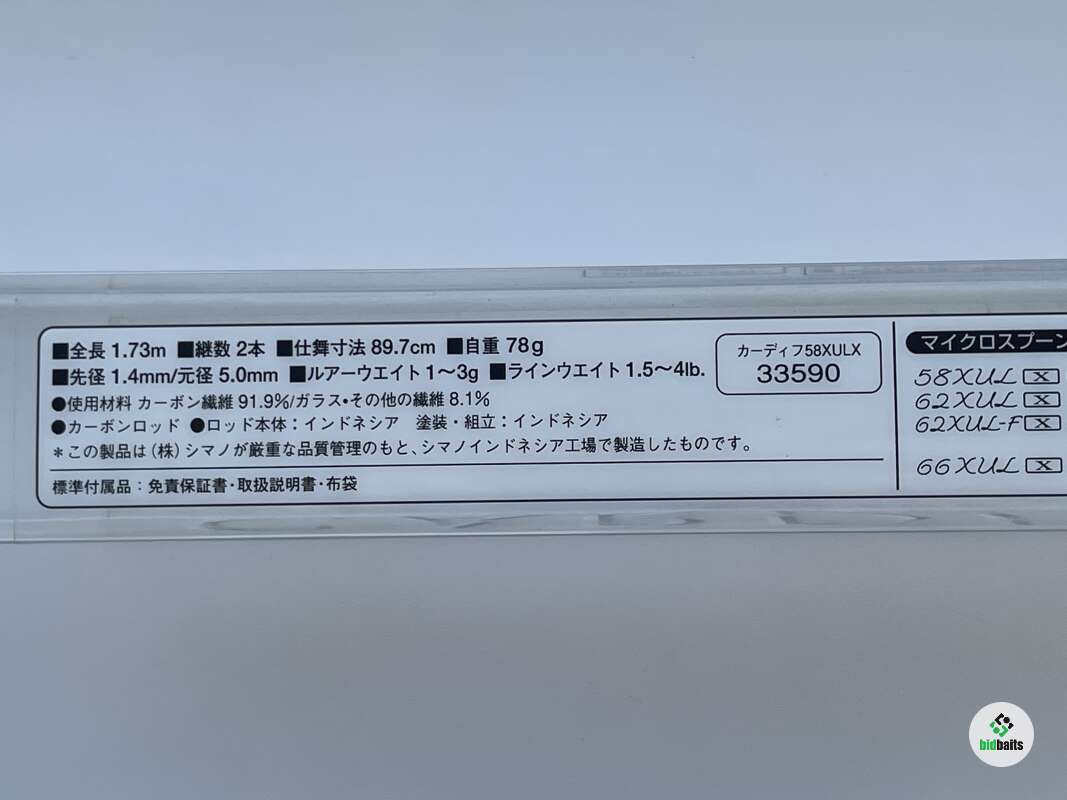 ■全長 1.73m ■継数 2本 ■仕舞寸法 89.7cm ■自重 78g
■先径 1.4mm/元径 5.0mm ■ルアーウエイト 1〜3g ■ラインウエイト 1.5〜4lb.
●使用材料 カーボン繊維 91.9%/ガラス・その他の繊維 8.1%
●カーボンロッド ●ロッド本体：インドネシア 塗装・組立：インドネシア
＊この製品は（株）シマノが厳重な品質管理のもと、シマノインドネシア工場で製造したものです。
標準付属品：免責保証書・取扱説明書・布袋
カーディフ58XULX
33590
マイクロスプーン
58XUL X
62XUL X
62XUL-F X
66XUL X
bidbaits